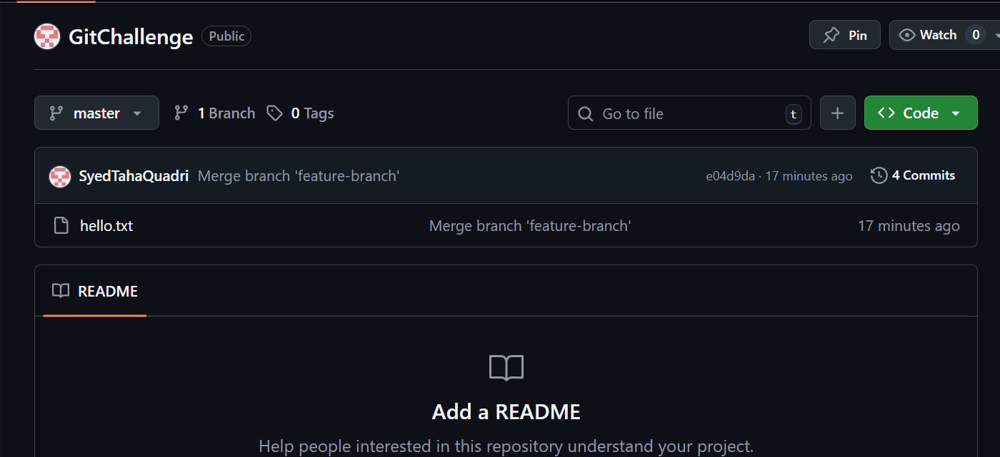 GitChallenge Public Pin Watch 0
master 1 Branch 0 Tags Go to file t Code
SyedTahaQuadri Merge branch 'feature-branch' e04d9da · 17 minutes ago 4 Commits
hello.txt Merge branch 'feature-branch' 17 minutes ago
README
Add a README
Help people interested in this repository understand your project.